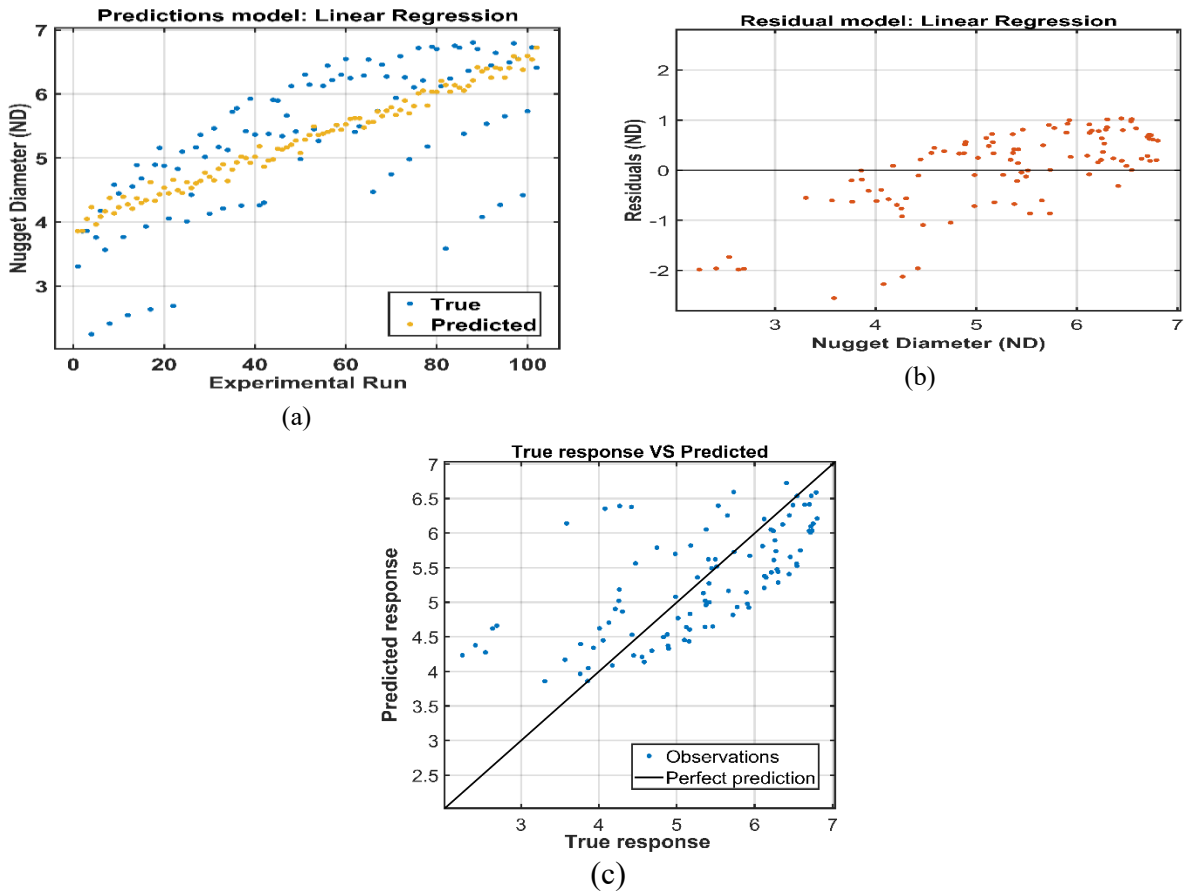 Predictions model: Linear Regression
Nugget Diameter (ND)
7
6
5
4
3
True
Predicted
0 20 40 60 80 100
Experimental Run
(a)
Residual model: Linear Regression
Residuals (ND)
2
1
0
-1
-2
3 4 5 6 7
Nugget Diameter (ND)
(b)
True response VS Predicted
Predicted response
7
6.5
6
5.5
5
4.5
4
3.5
3
2.5
Observations
Perfect prediction
3 4 5 6 7
True response
(c)